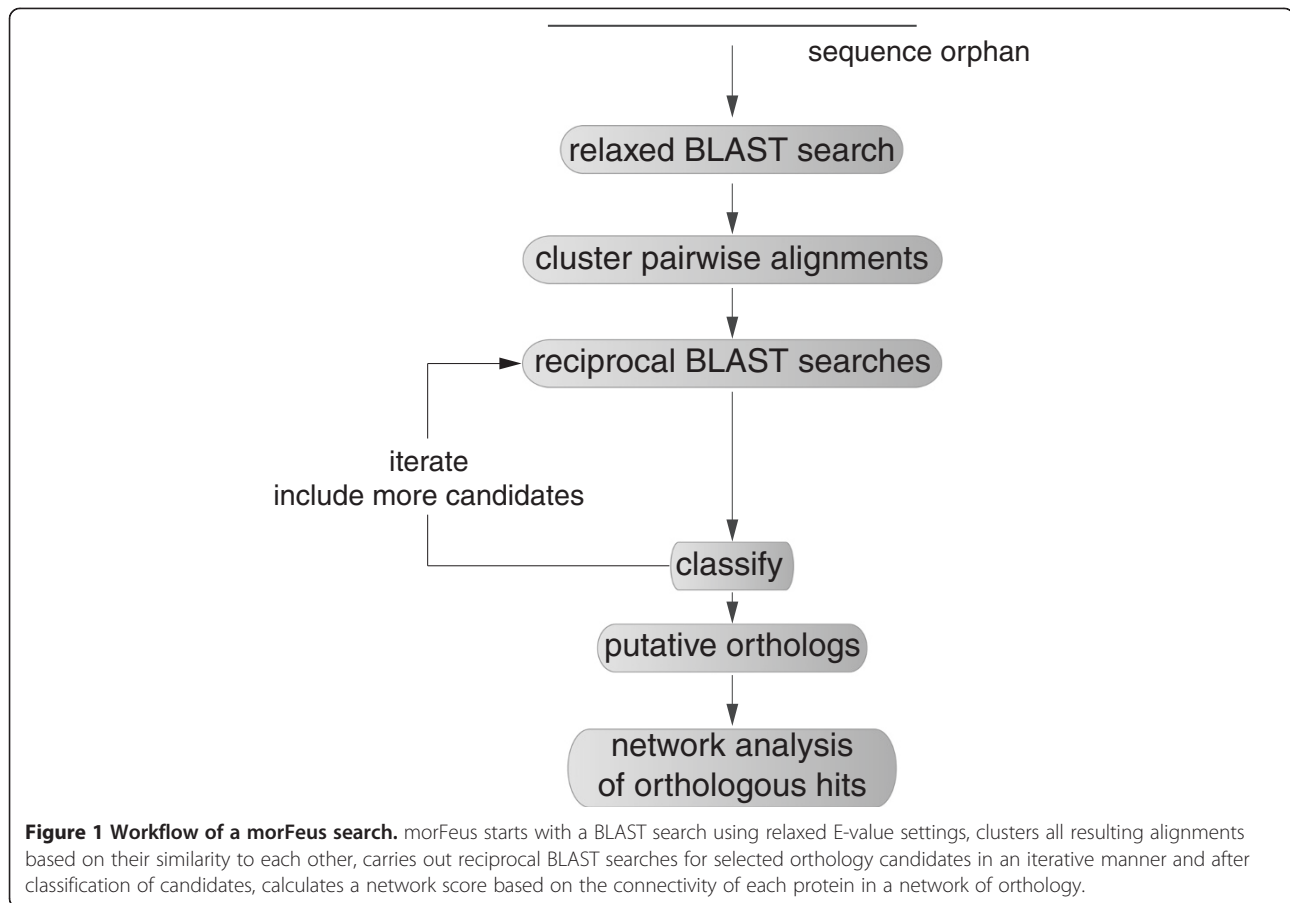 sequence orphan
relaxed BLAST search
cluster pairwise alignments
reciprocal BLAST searches
iterate
include more candidates
classify
putative orthologs
network analysis
of orthologous hits
Figure 1 Workflow of a morFeus search. morFeus starts with a BLAST search using relaxed E-value settings, clusters all resulting alignments
based on their similarity to each other, carries out reciprocal BLAST searches for selected orthology candidates in an iterative manner and after
classification of candidates, calculates a network score based on the connectivity of each protein in a network of orthology.